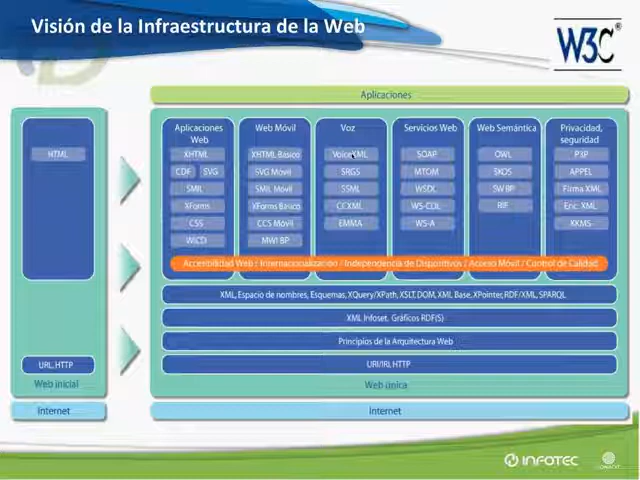 Visión de la Infraestructura de la Web
W3C®
Aplicaciones
HTML
URL, HTTP
Web inicial
Internet
Aplicaciones
Web
XHTML
CDF SVG
SMIL
XForms
CSS
WICDI
Web Móvil
XHTML Básico
SVG Móvil
SMIL Móvil
XForms Básico
CCS Móvil
MWI BP
Voz
VoiceXML
SRGS
SSML
CCXML
EMMA
Servicios Web
SOAP
MTOM
WSDL
WS-CDL
WS-A
Web Semántica
OWL
SKOS
SW BP
RIF
Privacidad,
seguridad
P3P
APPEL
Firma XML
Enc. XML
XKMS
Accesibilidad Web / Internacionalización / Independencia de Dispositivos / Acceso Móvil / Control de Calidad
XML, Espacio de nombres, Esquemas, XQuery/XPath, XSLT, DOM, XML Base, XPointer, RDF/XML, SPARQL
XML Infoset, Gráficos RDF(S)
Principios de la Arquitectura Web
URI/IRI, HTTP
Web única
Internet
INFOTEC
CONACYT